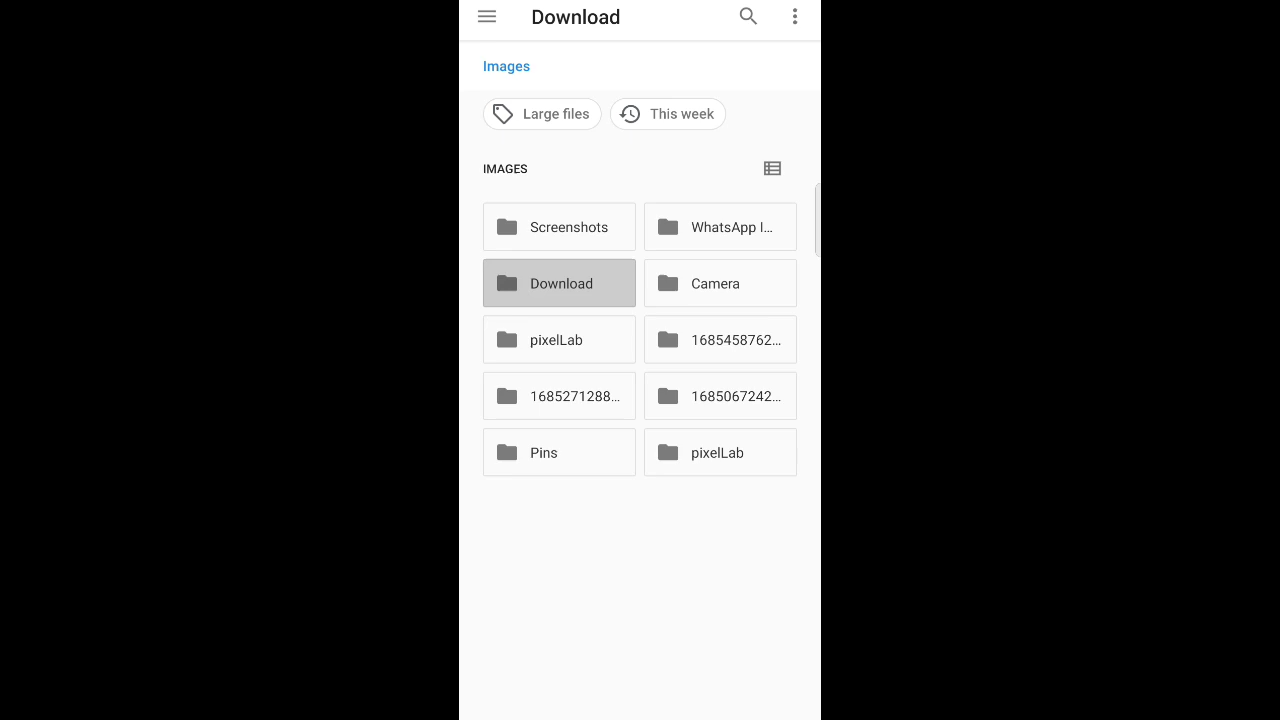 Download
Images
Large files
This week
IMAGES
Screenshots
WhatsApp I...
Download
Camera
pixelLab
1685458762...
1685271288...
1685067242...
Pins
pixelLab